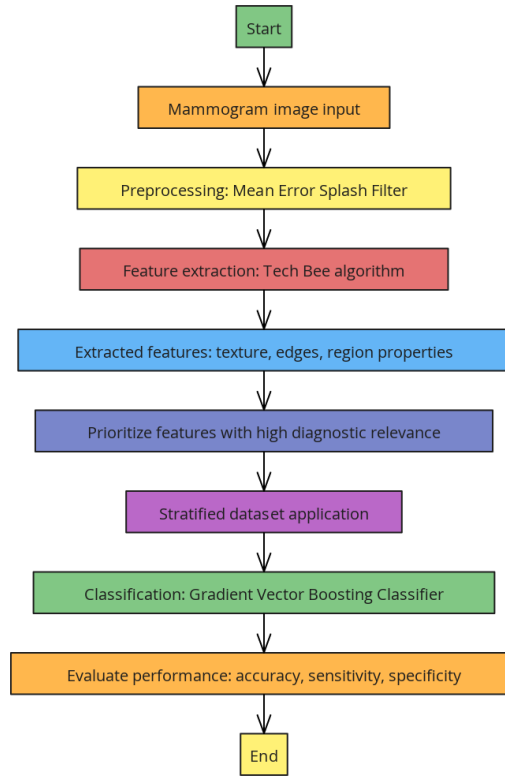 Start
Mammogram image input
Preprocessing: Mean Error Splash Filter
Feature extraction: Tech Bee algorithm
Extracted features: texture, edges, region properties
Prioritize features with high diagnostic relevance
Stratified dataset application
Classification: Gradient Vector Boosting Classifier
Evaluate performance: accuracy, sensitivity, specificity
End